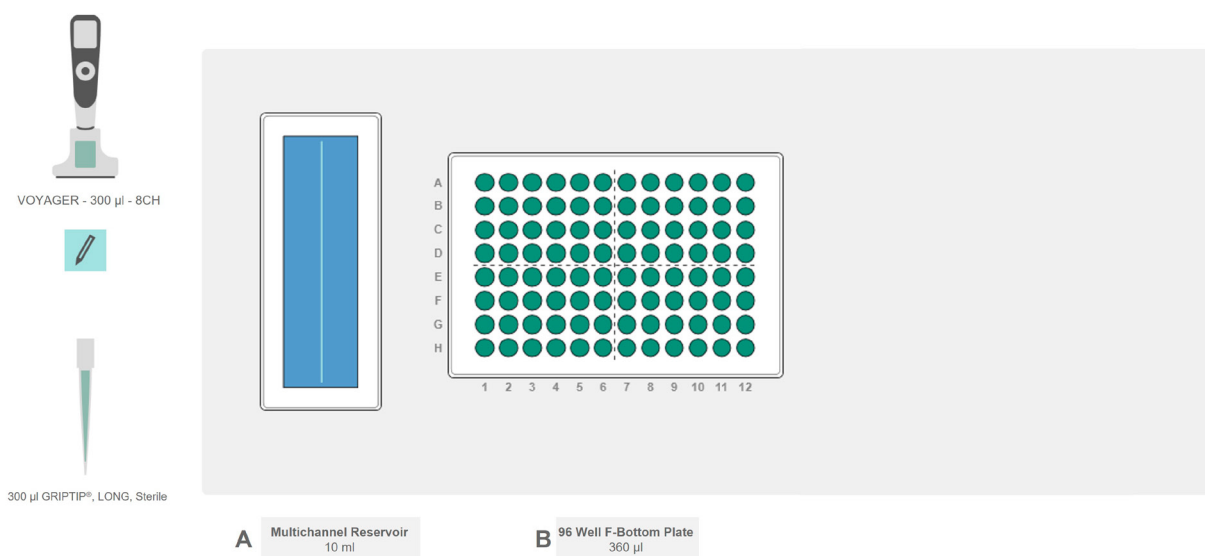 VOYAGER - 300 µl - 8CH
300 µl GRIPTIP®, LONG, Sterile
A
B
C
D
E
F
G
H
1 2 3 4 5 6 7 8 9 10 11 12
A
Multichannel Reservoir
10 ml
B
96 Well F-Bottom Plate
360 µl